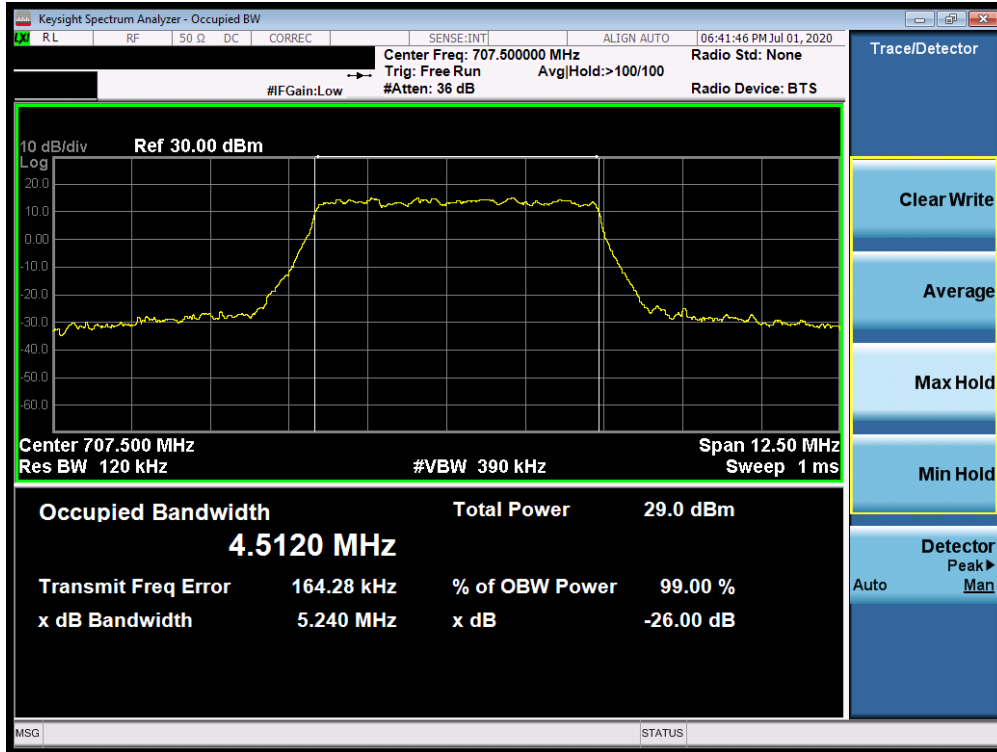 Keysight Spectrum Analyzer - Occupied BW
LXI RL RF 50 Ω DC CORREC SENSE:INT ALIGN AUTO 06:41:46 PM Jul 01, 2020
Center Freq: 707.500000 MHz Radio Std: None
Trig: Free Run Avg|Hold:>100/100
#IFGain:Low #Atten: 36 dB Radio Device: BTS
10 dB/div Ref 30.00 dBm
Log
20.0
10.0
0.00
-10.0
-20.0
-30.0
-40.0
-50.0
-60.0
Center 707.500 MHz Span 12.50 MHz
Res BW 120 kHz #VBW 390 kHz Sweep 1 ms
Occupied Bandwidth Total Power 29.0 dBm
4.5120 MHz
Transmit Freq Error 164.28 kHz % of OBW Power 99.00 %
x dB Bandwidth 5.240 MHz x dB -26.00 dB
MSG STATUS
Trace/Detector
Clear Write
Average
Max Hold
Min Hold
Detector
Peak▶
Auto Man